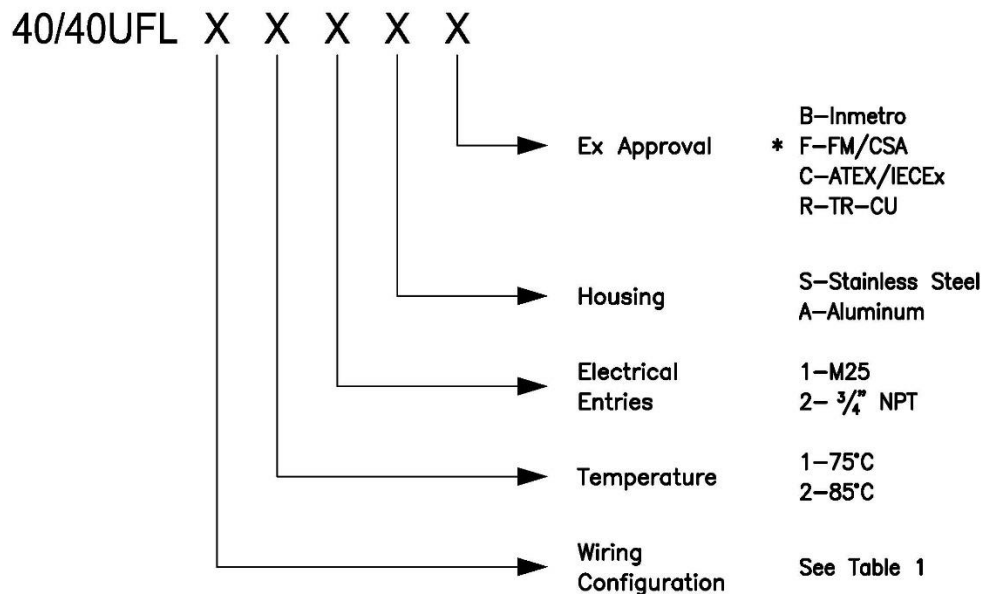 40/40UFL X X X X X
Ex Approval
B–Inmetro
* F–FM/CSA
C–ATEX/IECEx
R–TR–CU
Housing
S–Stainless Steel
A–Aluminum
Electrical
Entries
1–M25
2– ¾" NPT
Temperature
1–75°C
2–85°C
Wiring
Configuration
See Table 1